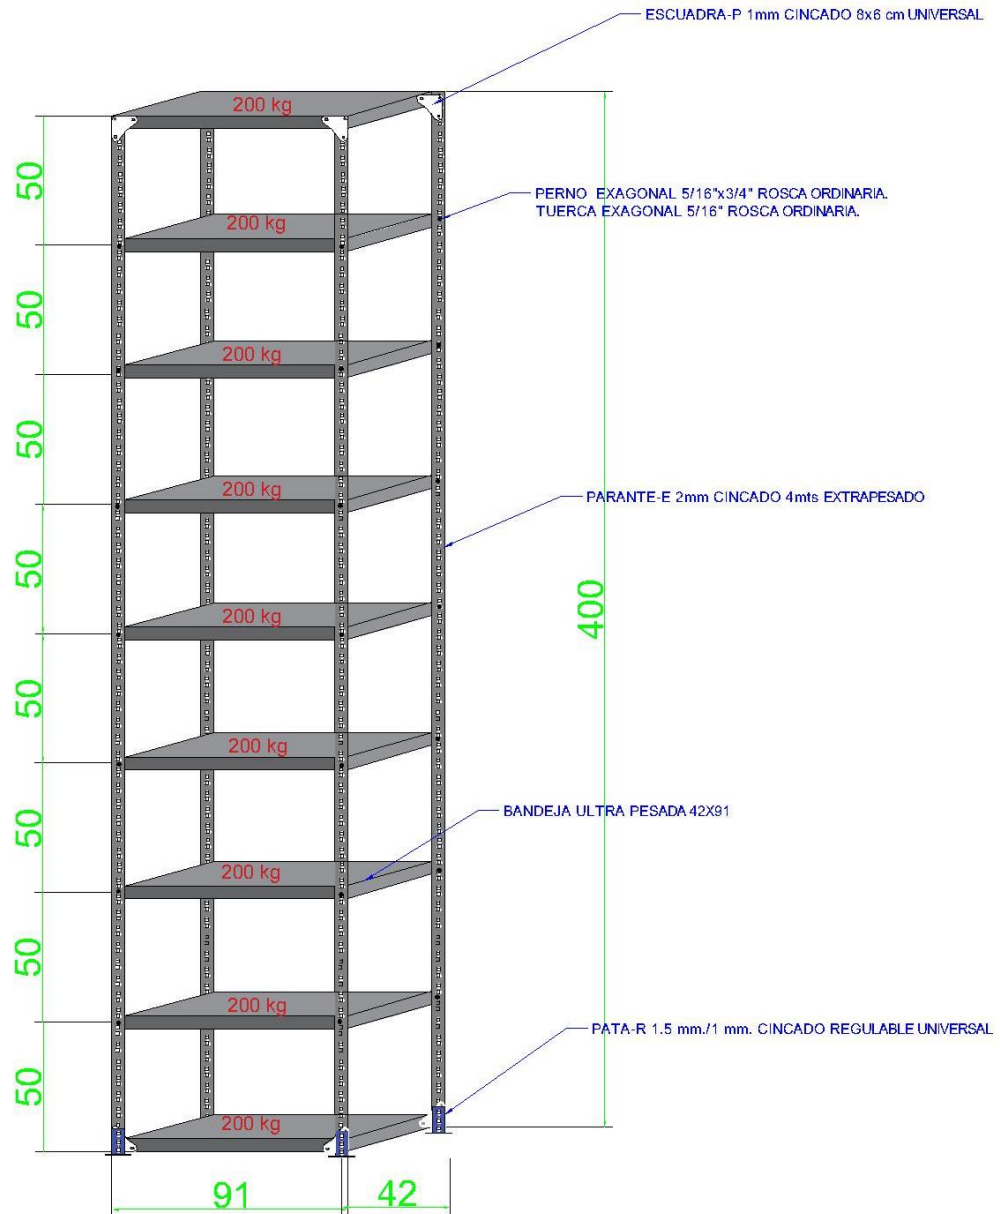 ESCUADRA-P 1mm CINCADO 8x6 cm UNIVERSAL
200 kg
50
PERNO EXAGONAL 5/16"x3/4" ROSCA ORDINARIA.
TUERCA EXAGONAL 5/16" ROSCA ORDINARIA.
200 kg
50
200 kg
50
200 kg
PARANTE-E 2mm CINCADO 4mts EXTRAPESADO
50
400
200 kg
50
200 kg
BANDEJA ULTRA PESADA 42X91
50
200 kg
50
200 kg
PATA-R 1.5 mm./1 mm. CINCADO REGULABLE UNIVERSAL
50
200 kg
91
42